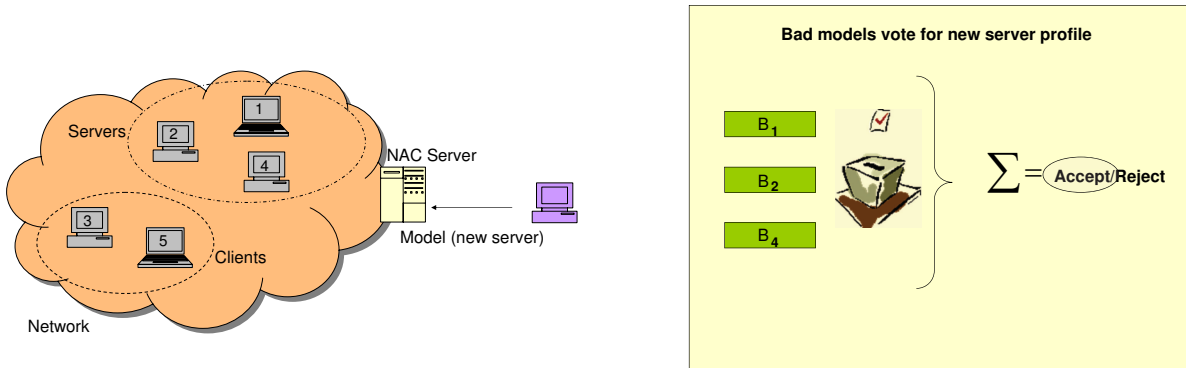 Servers
1
2
4
NAC Server
3
5
Clients
Model (new server)
Network
Bad models vote for new server profile
B1
B2
B4
∑ = Accept/Reject